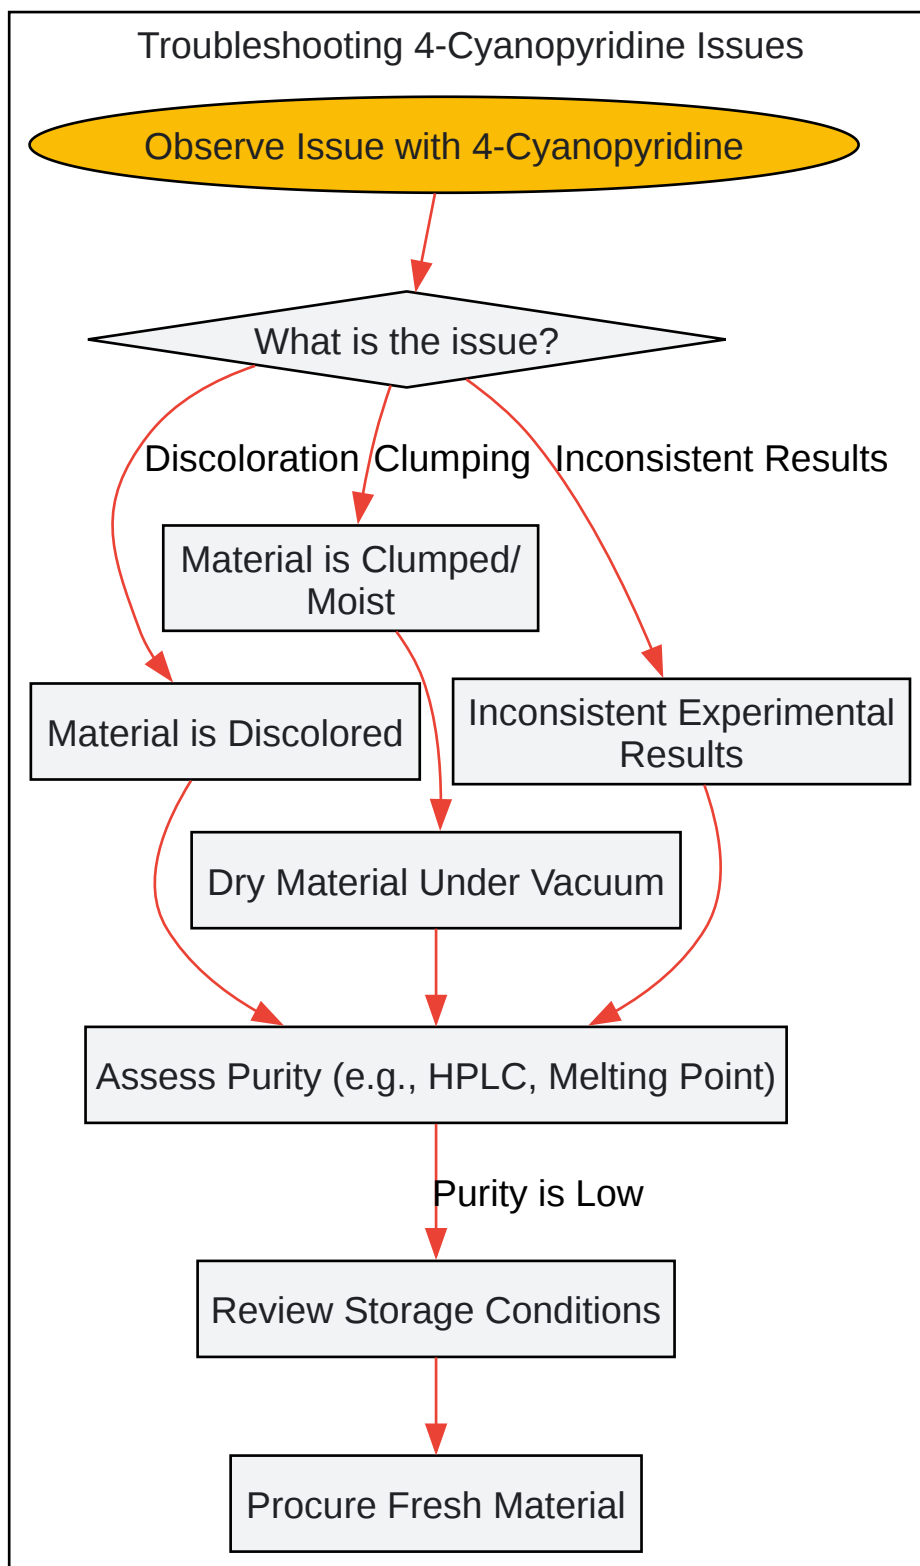 Troubleshooting 4-Cyanopyridine Issues
Observe Issue with 4-Cyanopyridine
What is the issue?
Discoloration
Clumping
Inconsistent Results
Material is Clumped/
Moist
Material is Discolored
Inconsistent Experimental
Results
Dry Material Under Vacuum
Assess Purity (e.g., HPLC, Melting Point)
Purity is Low
Review Storage Conditions
Procure Fresh Material